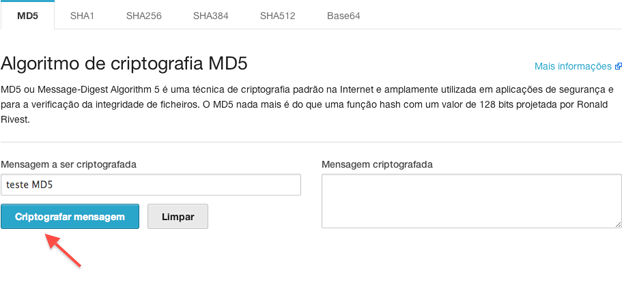 MD5 SHA1 SHA256 SHA384 SHA512 Base64
Algoritmo de criptografia MD5
Mais informações
MD5 ou Message-Digest Algorithm 5 é uma técnica de criptografia padrão na Internet e amplamente utilizada em aplicações de segurança e
para a verificação da integridade de ficheiros. O MD5 nada mais é do que uma função hash com um valor de 128 bits projetada por Ronald
Rivest.
Mensagem a ser criptografada
teste MD5
Criptografar mensagem Limpar
Mensagem criptografada